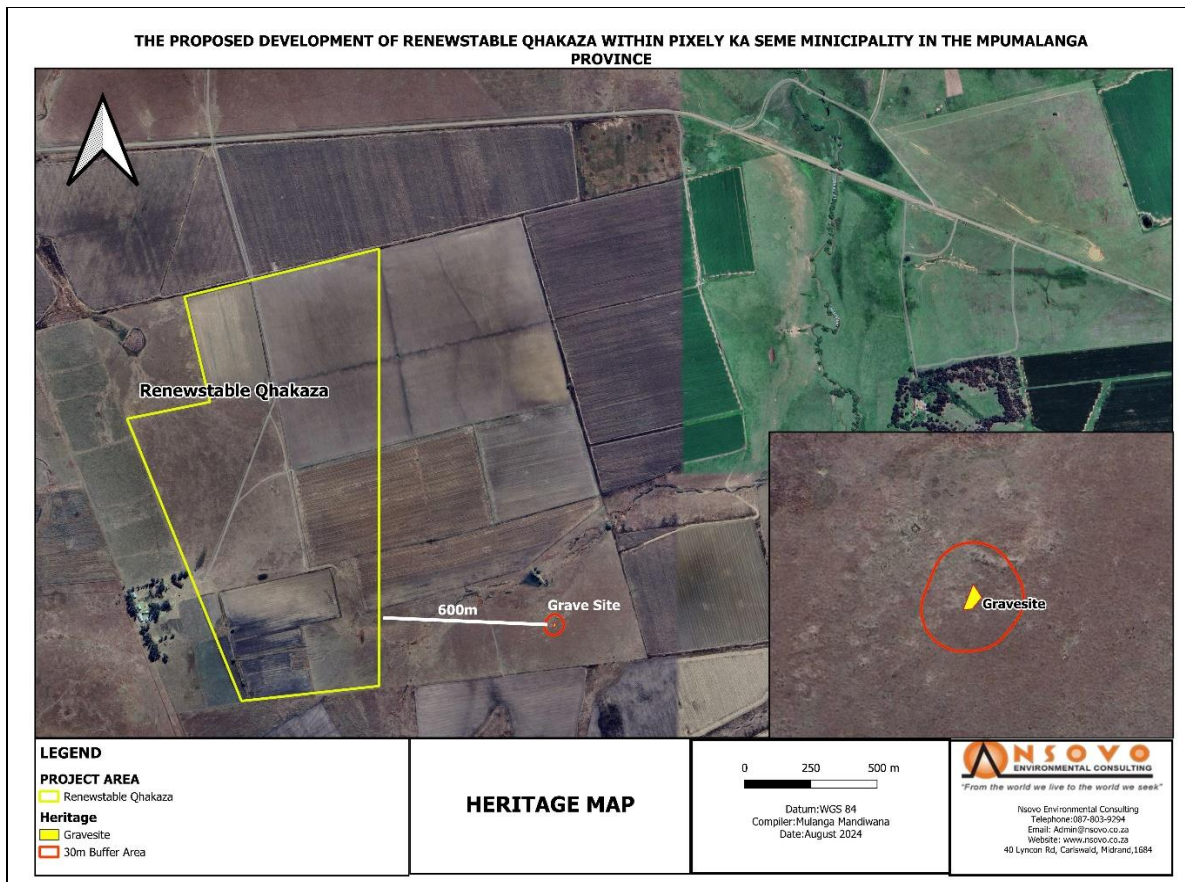 THE PROPOSED DEVELOPMENT OF RENEWSTABLE QHAKAZA WITHIN PIXELY KA SEME MINICIPALITY IN THE MPUMALANGA
PROVINCE
Renewstable Qhakaza
600m
Grave Site
Gravesite
LEGEND
PROJECT AREA
Renewstable Qhakaza
Heritage
Gravesite
30m Buffer Area
HERITAGE MAP
0 250 500 m
Datum:WGS 84
Compiler:Mulanga Mandiwana
Date:August 2024
NSOVO
ENVIRONMENTAL CONSULTING
"From the world we live to the world we seek"
Nsovo Environmental Consulting
Telephone:087-803-9294
Email: Admin@nsovo.co.za
Website: www.nsovo.co.za
40 Lyncon Rd, Carlswald, Midrand,1684